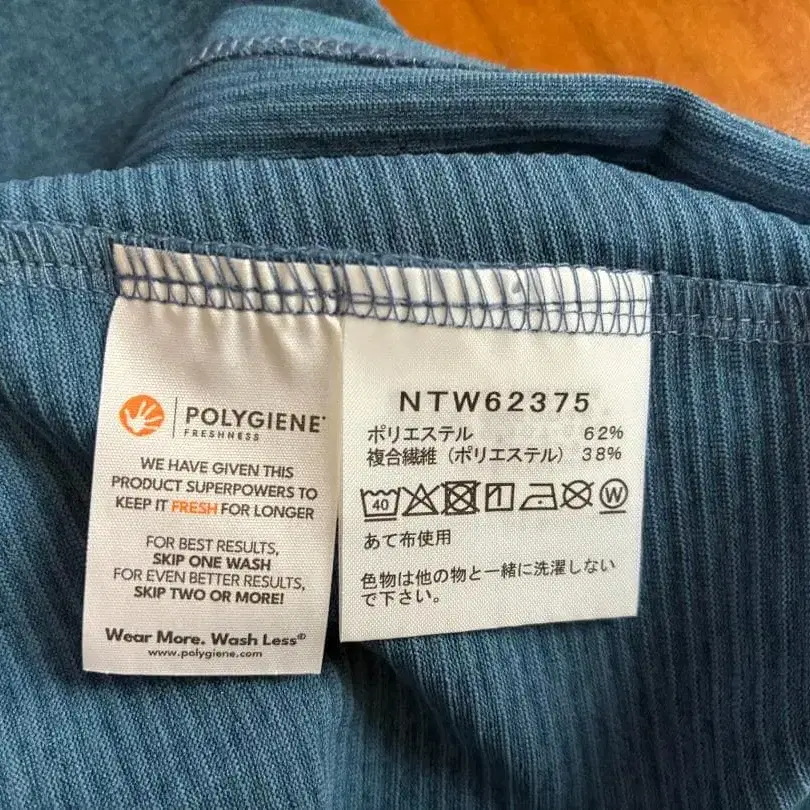 POLYGIENE
FRESHNESS
WE HAVE GIVEN THIS
PRODUCT SUPERPOWERS TO
KEEP IT FRESH FOR LONGER
FOR BEST RESULTS,
SKIP ONE WASH
FOR EVEN BETTER RESULTS,
SKIP TWO OR MORE!
Wear More. Wash Less®
www.polygiene.com
NTW62375
ポリエステル 62%
複合繊維(ポリエステル) 38%
40 W
あて布使用
色物は他の物と一緒に洗濯しない
で下さい。